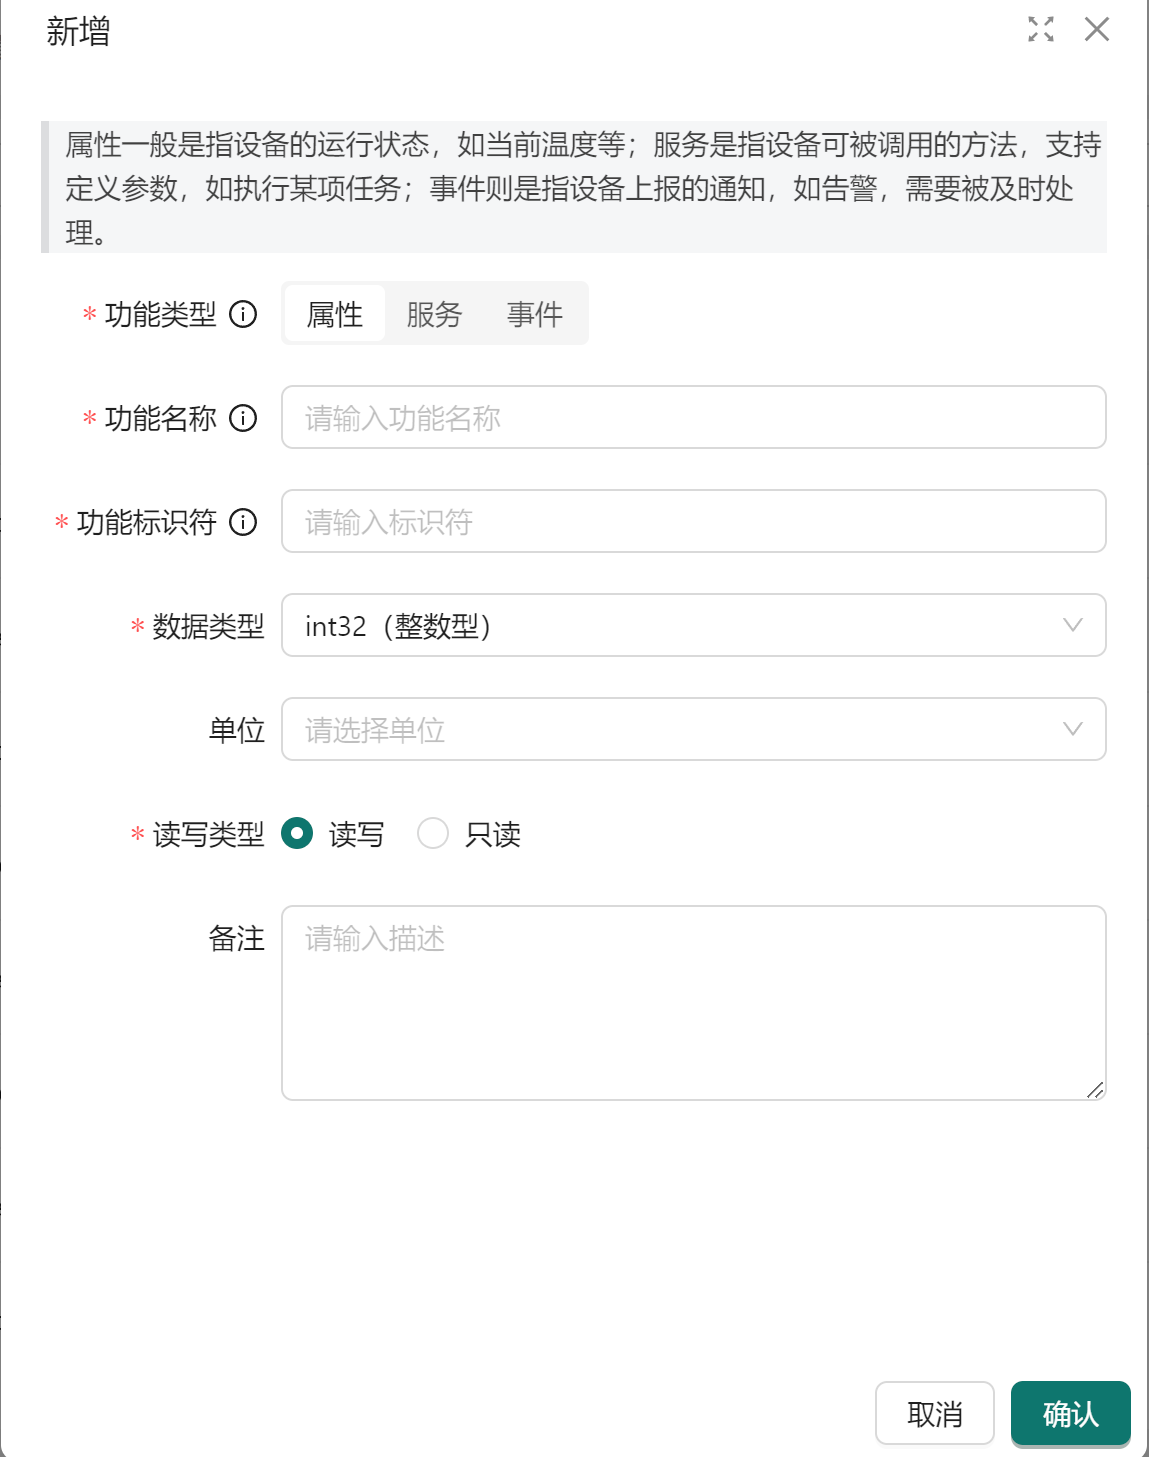 新增
属性一般是指设备的运行状态，如当前温度等；服务是指设备可被调用的方法，支持
定义参数，如执行某项任务；事件则是指设备上报的通知，如告警，需要被及时处
理。
* 功能类型 属性 服务 事件
* 功能名称 请输入功能名称
* 功能标识符 请输入标识符
* 数据类型 int32（整数型）
单位 请选择单位
* 读写类型 读写 只读
备注 请输入描述
取消 确认